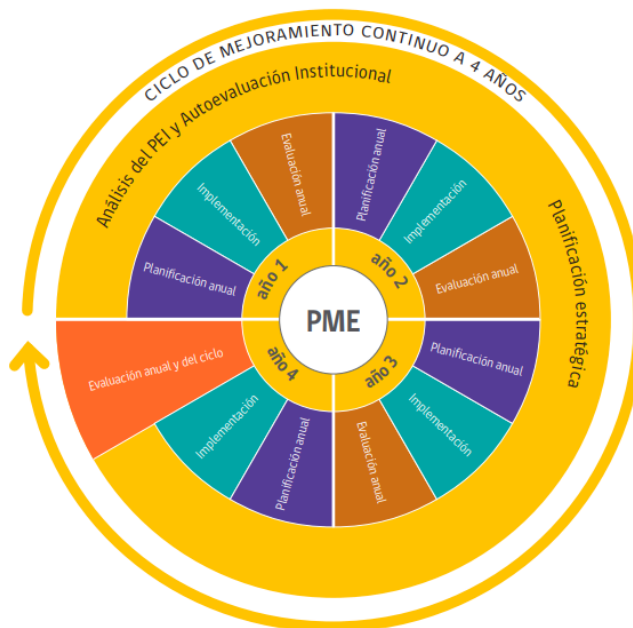 CICLO DE MEJORAMIENTO CONTINUO A 4 AÑOS
Análisis del PEI y Autoevaluación Institucional
Planificación estratégica
PME
año 1
Planificación anual
Implementación
Evaluación anual
año 2
Planificación anual
Implementación
Evaluación anual
año 3
Planificación anual
Implementación
Evaluación anual
año 4
Planificación anual
Implementación
Evaluación anual y del ciclo